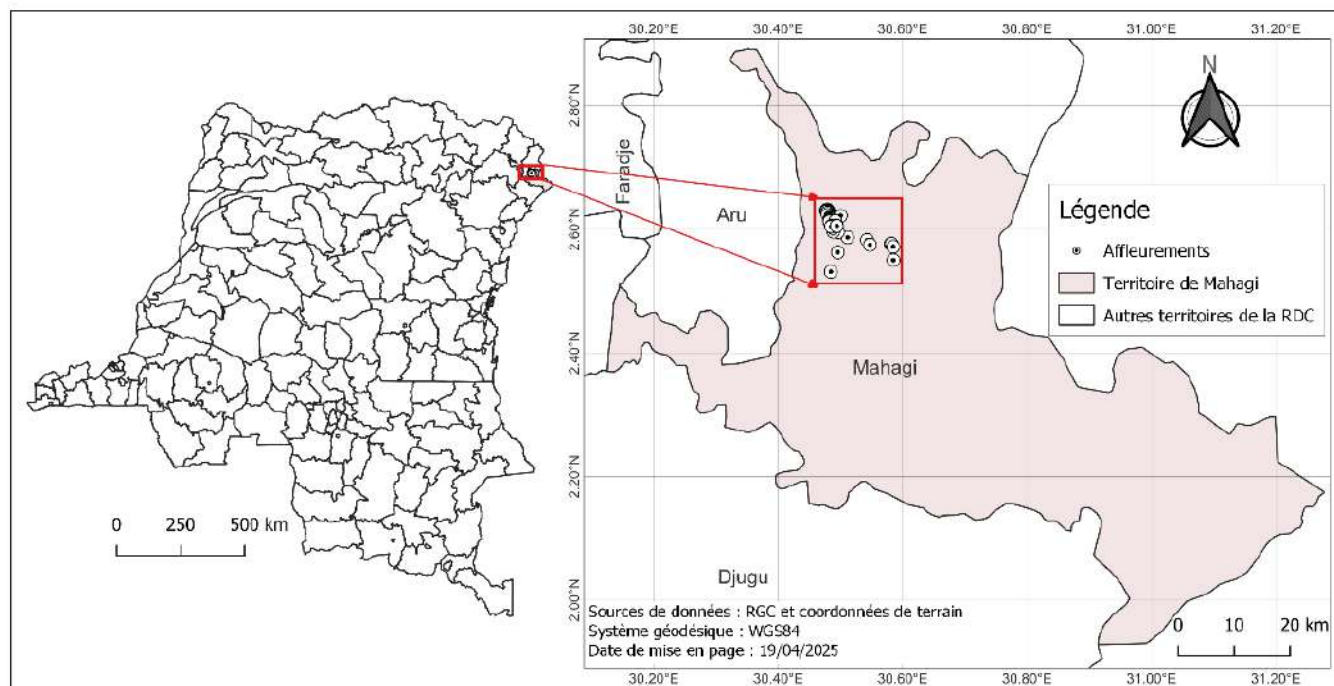 30.20°E 30.40°E 30.60°E 30.80°E 31.00°E 31.20°E
N
2.80°N
2.60°N
2.40°N
2.20°N
2.00°N
Faradje
Aru
Mahagi
Djugu
Légende
Affleurements
Territoire de Mahagi
Autres territoires de la RDC
0 250 500 km
Sources de données : RGC et coordonnées de terrain
Système géodésique : WGS84
Date de mise en page : 19/04/2025
0 10 20 km
30.20°E 30.40°E 30.60°E 30.80°E 31.00°E 31.20°E